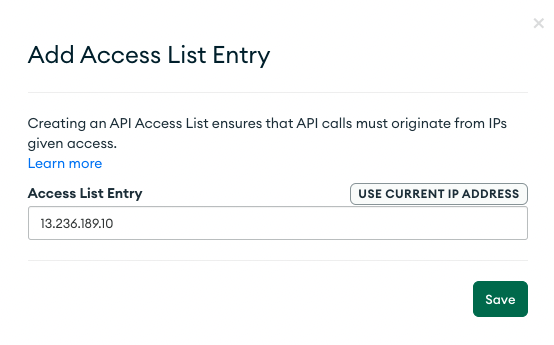 Add Access List Entry
Creating an API Access List ensures that API calls must originate from IPs
given access.
Learn more
Access List Entry
USE CURRENT IP ADDRESS
13.236.189.10
Save